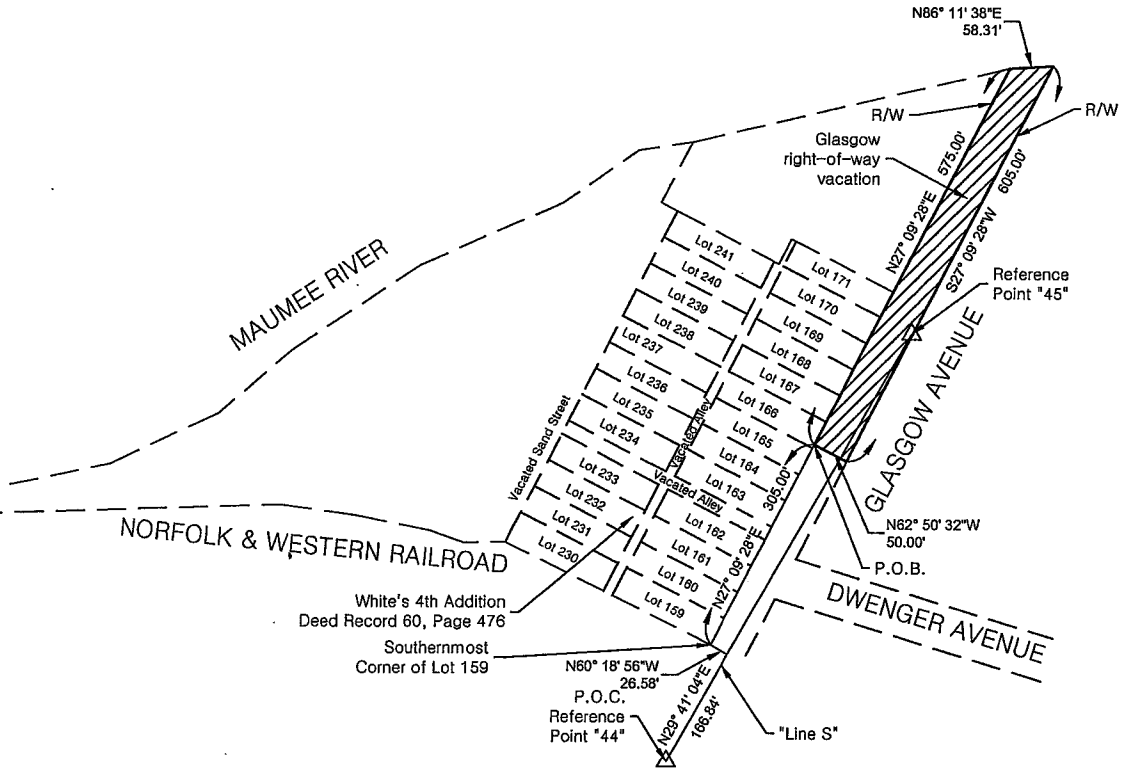 N86° 11' 38"E
58.31'
R/W
R/W
Glasgow
right-of-way
vacation
575.00'
N27° 09' 28"E
605.00'
S27° 09' 28"W
Reference
Point "45"
MAUMEE RIVER
Lot 241
Lot 240
Lot 239
Lot 238
Lot 237
Lot 236
Lot 235
Lot 234
Lot 233
Lot 232
Lot 231
Lot 230
Lot 171
Lot 170
Lot 169
Lot 168
Lot 167
Lot 166
Lot 165
Lot 164
Lot 163
Lot 162
Lot 161
Lot 160
Lot 159
Vacated Sand Street
Vacated Alley
Vacated Alley
N27° 09' 28"E
305.00'
GLASGOW AVENUE
N62° 50' 32"W
50.00'
P.O.B.
DWENGER AVENUE
NORFOLK & WESTERN RAILROAD
White's 4th Addition
Deed Record 60, Page 476
Southernmost
Corner of Lot 159
N60° 18' 56"W
26.58'
P.O.C.
Reference
Point "44"
N29° 41' 04"E
166.84'
"Line S"